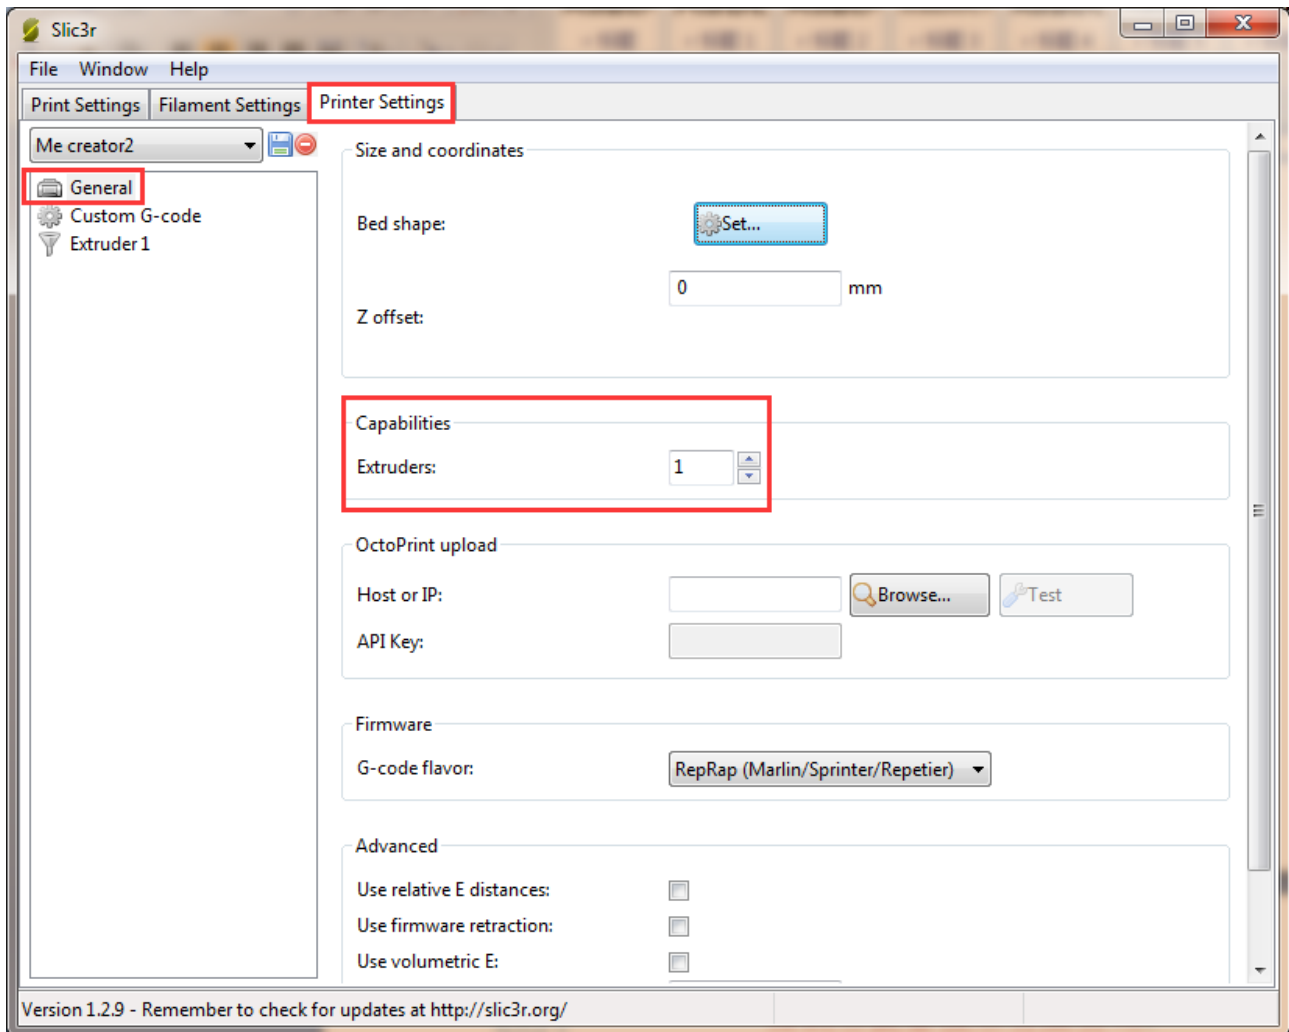 Slic3r
File Window Help
Print Settings Filament Settings Printer Settings
Me creator2
General
Custom G-code
Extruder 1
Size and coordinates
Bed shape: Set...
0 mm
Z offset:
Capabilities
Extruders: 1
OctoPrint upload
Host or IP: Browse... Test
API Key:
Firmware
G-code flavor: RepRap (Marlin/Sprinter/Repetier)
Advanced
Use relative E distances:
Use firmware retraction:
Use volumetric E:
Version 1.2.9 - Remember to check for updates at http://slic3r.org/